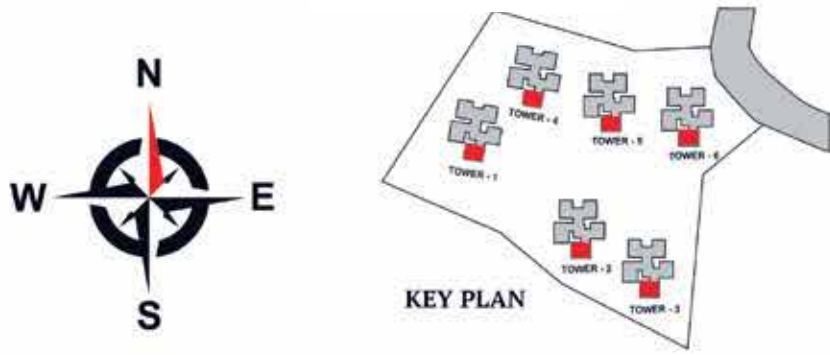 N
W
E
S
TOWER - 4
TOWER - 5
TOWER - 6
TOWER - 1
TOWER - 2
TOWER - 3
KEY PLAN